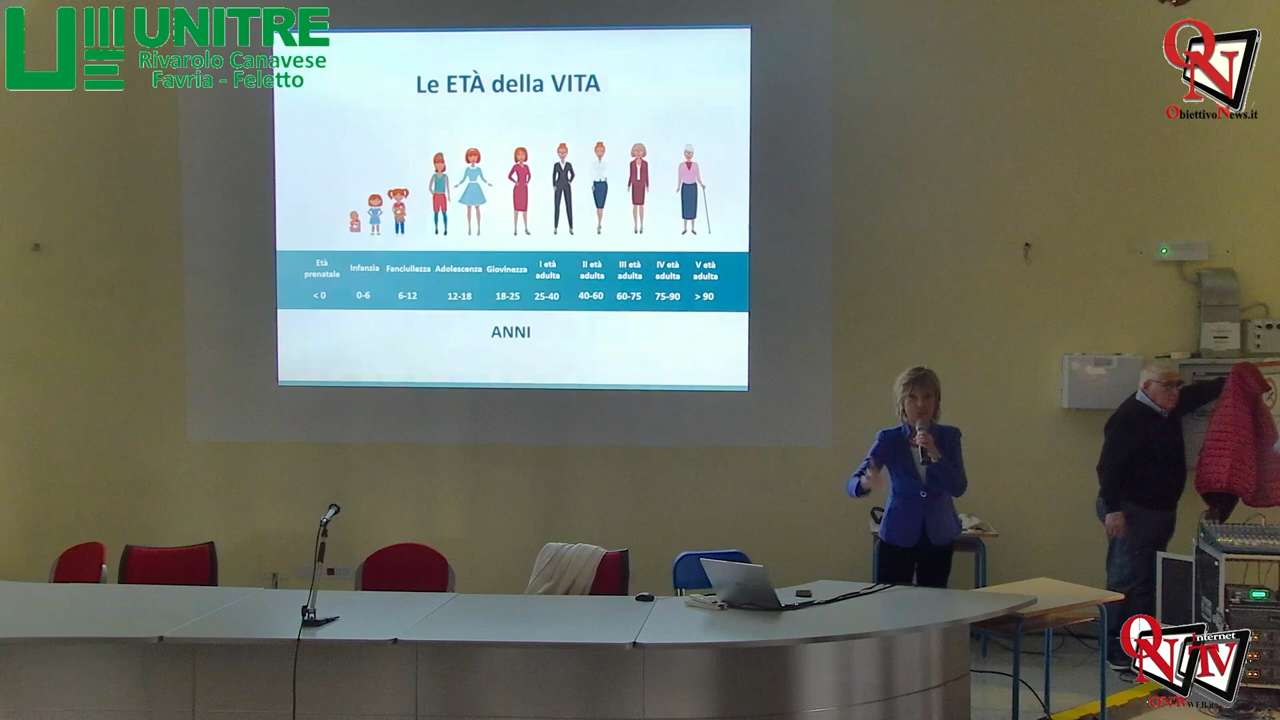 UNITRE
Rivarolo Canavese
Favria - Feletto
QN
ObiettivoNews.it
Le ETÀ della VITA
Età prenatale
Infanzia
Fanciullezza
Adolescenza
Giovinezza
I età adulta
II età adulta
III età adulta
IV età adulta
V età adulta
< 0
0-6
6-12
12-18
18-25
25-40
40-60
60-75
75-90
> 90
ANNI
Internet
QN TV